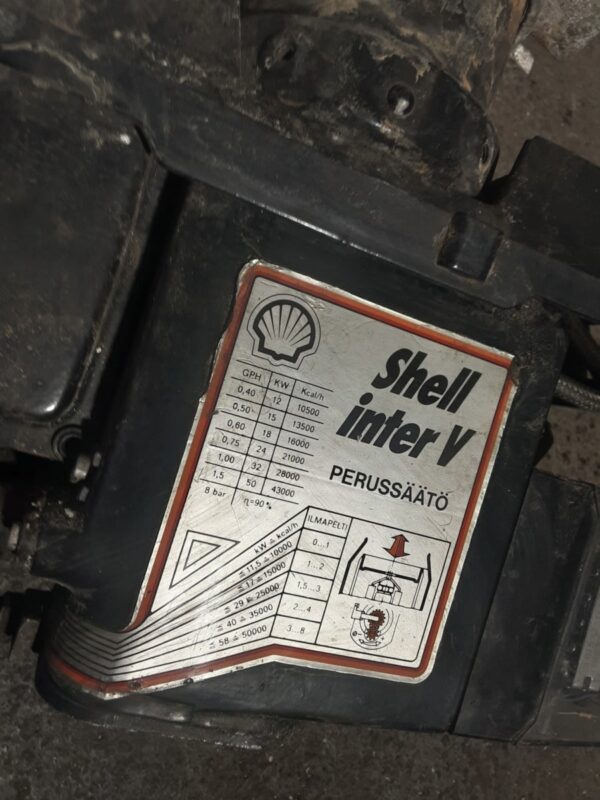 Shell
inter V
PERUSSÄÄTÖ
GPH KW Kcal/h
0,40 12 10500
0,50 15 13500
0,60 18 16000
0,75 24 21000
1,00 32 28000
1,5 50 43000
8 bar η=90%
kW ≙ kcal/h ILMAPELTI
≤ 11,5 ≙ 10000 0...1
≤ 17 ≙ 15000 1...2
≤ 29 ≙ 25000 1,5...3
≤ 40 ≙ 35000 2...4
≤ 58 ≙ 50000 3...8